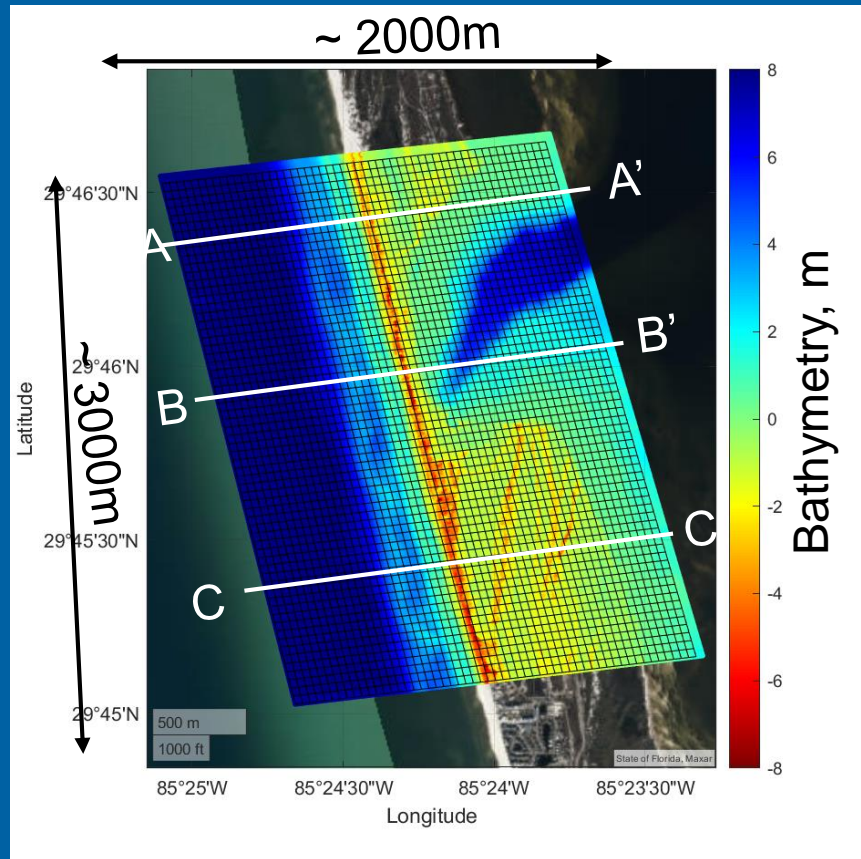 ~ 2000m
8
6
4
2
0
-2
-4
-6
-8
Bathymetry, m
A
A'
B
B'
C
C
~ 3000m
Latitude
29°46'30"N
29°46'N
29°45'30"N
29°45'N
500 m
1000 ft
State of Florida, Maxar
85°25'W
85°24'30"W
85°24'W
85°23'30"W
Longitude